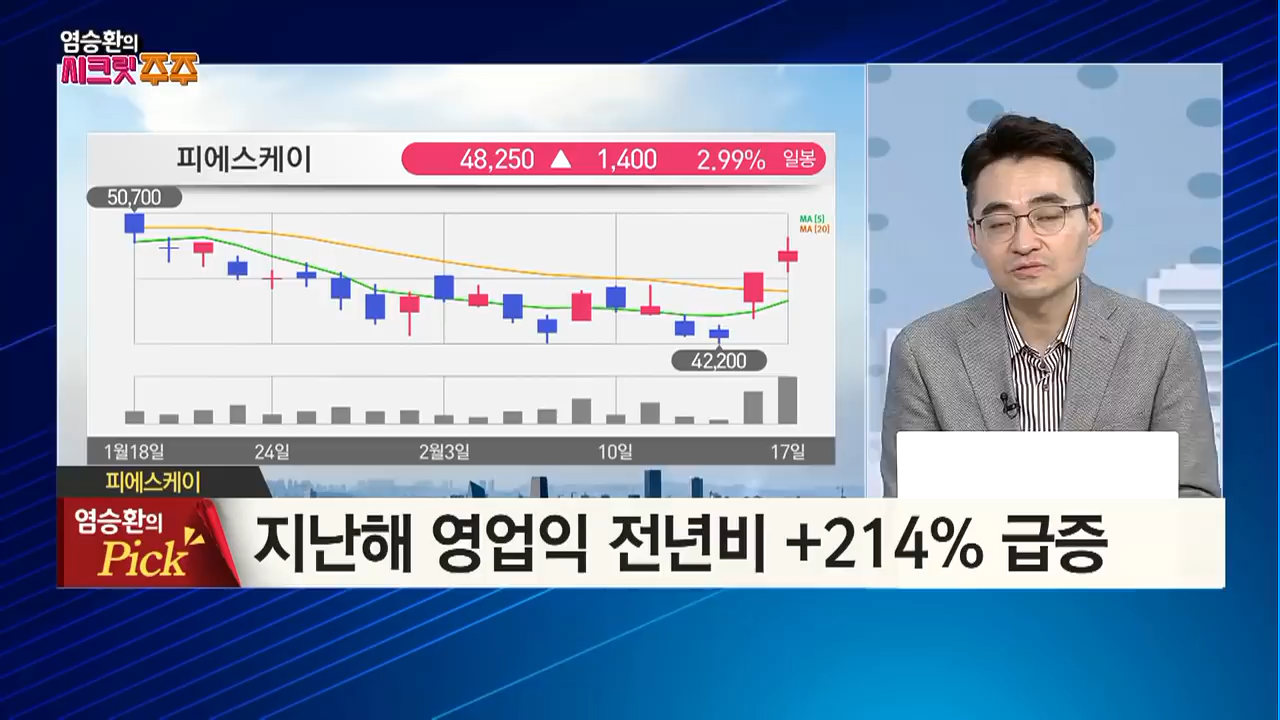 염승환의
시크릿 주주
피에스케이 48,250 ▲ 1,400 2.99% 일봉
50,700
MA [5]
MA [20]
42,200
1월18일 24일 2월3일 10일 17일
피에스케이
염승환의
Pick
지난해 영업익 전년비 +214% 급증